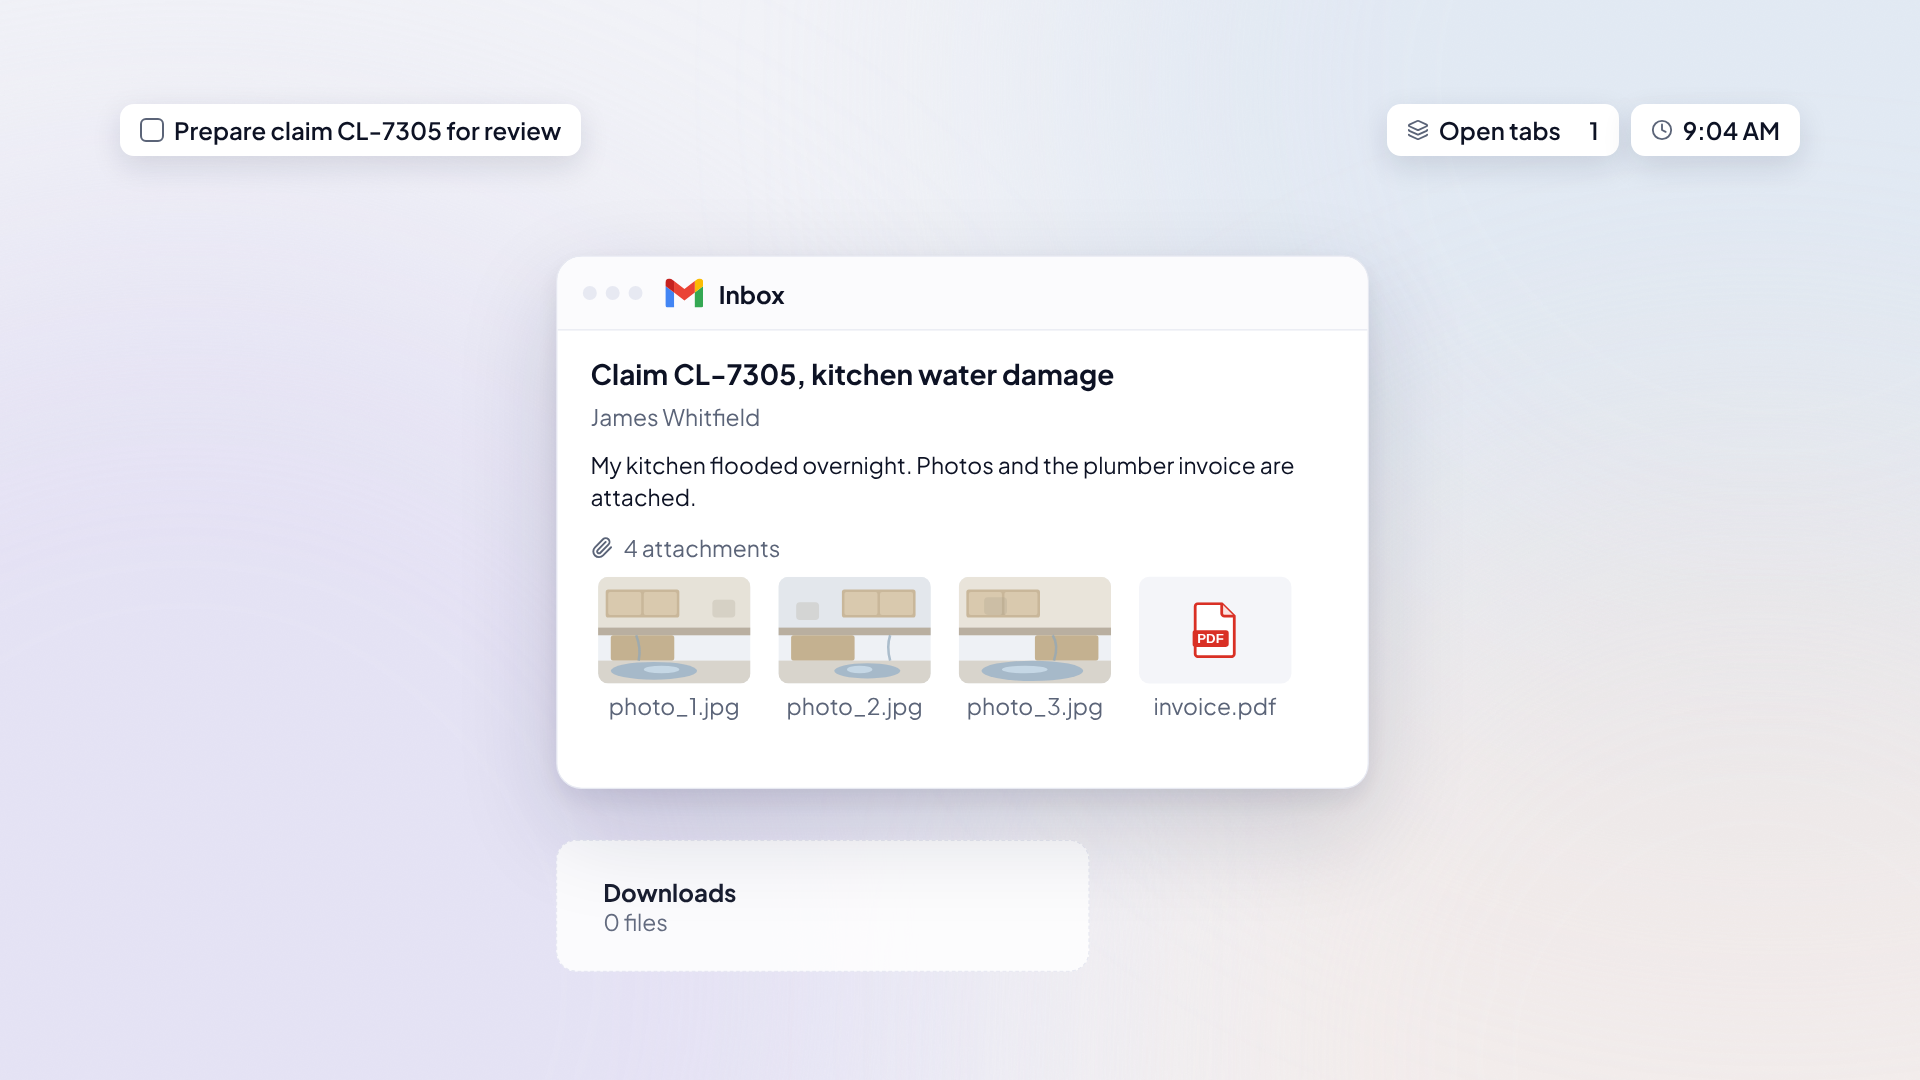 Prepare claim CL-7305 for review
Open tabs 1
9:04 AM
Inbox
Claim CL-7305, kitchen water damage
James Whitfield
My kitchen flooded overnight. Photos and the plumber invoice are
attached.
4 attachments
PDF
photo_1.jpg
photo_2.jpg
photo_3.jpg
invoice.pdf
Downloads
0 files